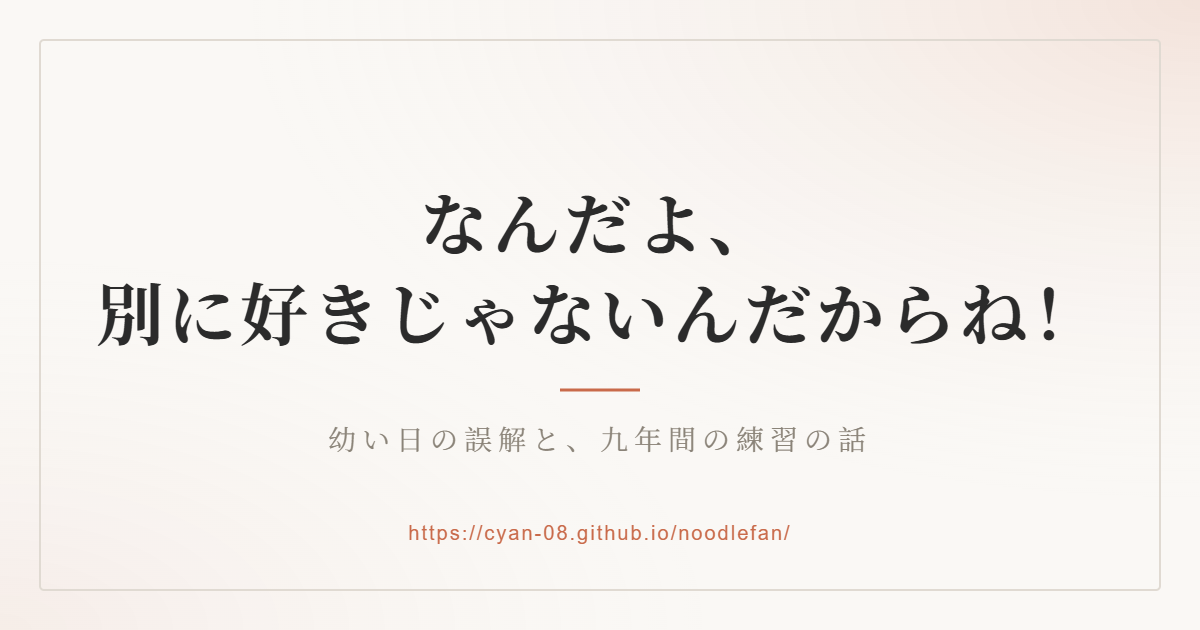 なんだよ、
別に好きじゃないんだからね!
幼い日の誤解と、九年間の練習の話
https://cyan-08.github.io/noodlefan/